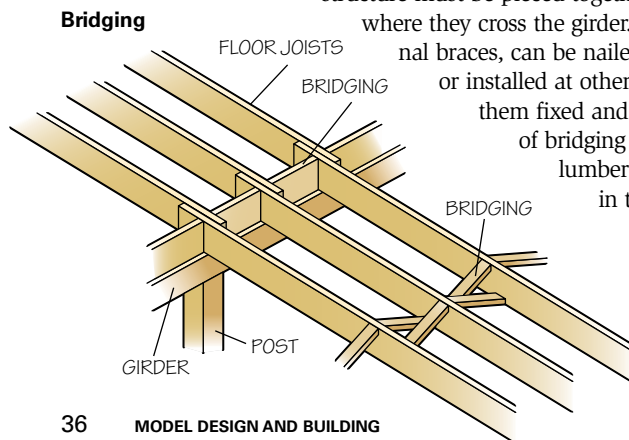 structure must be pieced togeth
Bridging
where they cross the girder.
nal braces, can be naile
or installed at other
them fixed and
of bridging
lumber
in t
FLOOR JOISTS
BRIDGING
BRIDGING
GIRDER
POST
36 MODEL DESIGN AND BUILDING